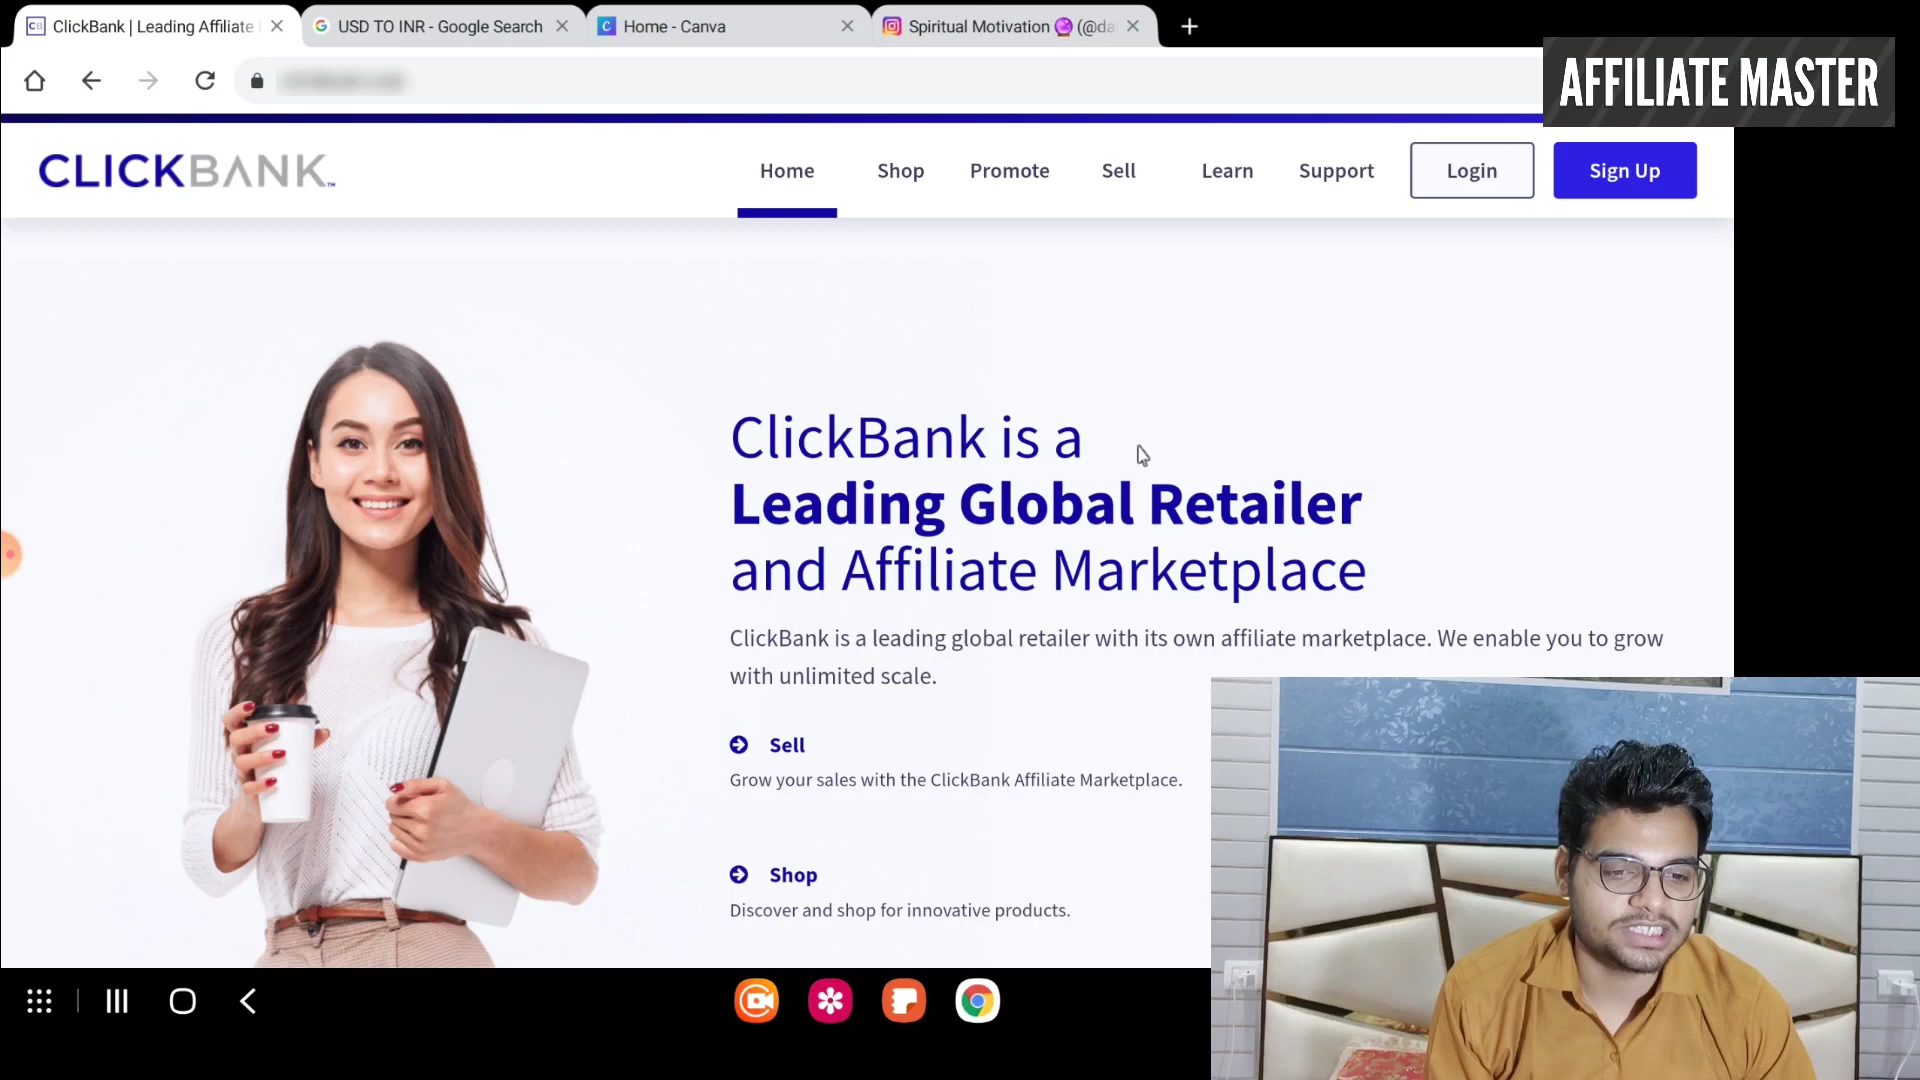 ClickBank | Leading Affiliate
USD TO INR - Google Search
Home - Canva
Spiritual Motivation 🔮 (@da
AFFILIATE MASTER
CLICKBANK™
Home
Shop
Promote
Sell
Learn
Support
Login
Sign Up
ClickBank is a
Leading Global Retailer
and Affiliate Marketplace
ClickBank is a leading global retailer with its own affiliate marketplace. We enable you to grow
with unlimited scale.
Sell
Grow your sales with the ClickBank Affiliate Marketplace.
Shop
Discover and shop for innovative products.